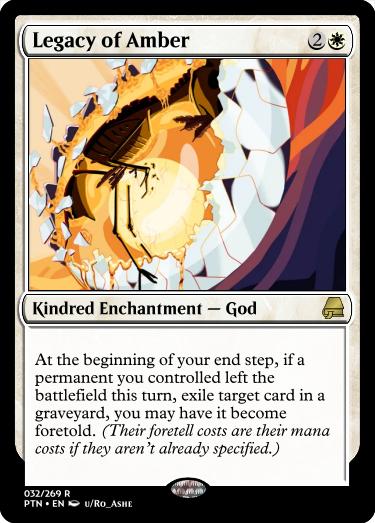 Legacy of Amber 2
Kindred Enchantment — God
At the beginning of your end step, if a
permanent you controlled left the
battlefield this turn, exile target card in a
graveyard, you may have it become
foretold. (Their foretell costs are their mana
costs if they aren't already specified.)
032/269 R
PTN • EN u/Ro_Ashe